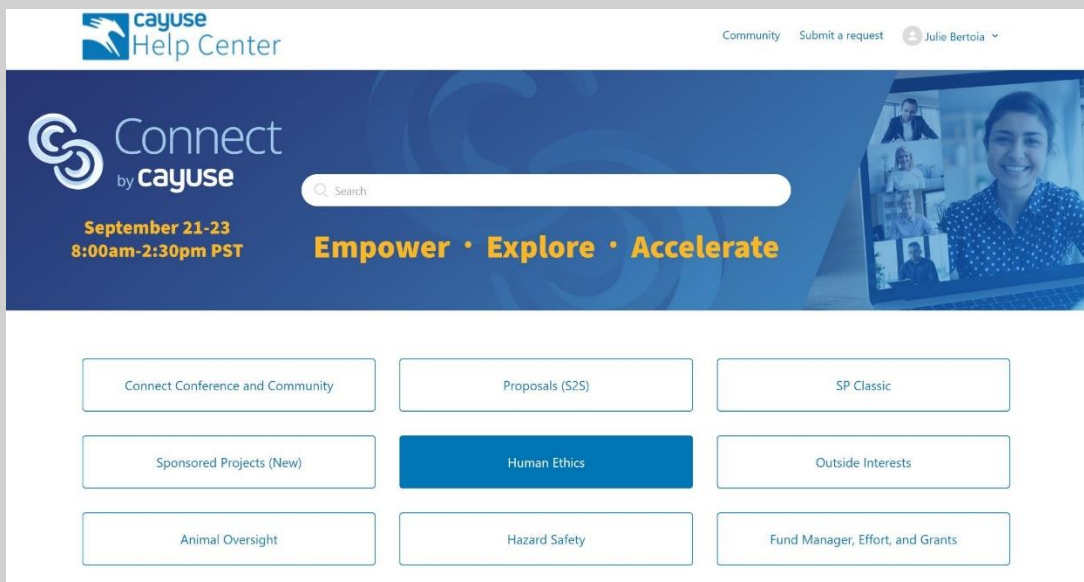 cayuse
Help Center
Community Submit a request Julie Bertoia
Connect
by cayuse
Search
September 21-23
8:00am-2:30pm PST
Empower · Explore · Accelerate
Connect Conference and Community
Proposals (S2S)
SP Classic
Sponsored Projects (New)
Human Ethics
Outside Interests
Animal Oversight
Hazard Safety
Fund Manager, Effort, and Grants